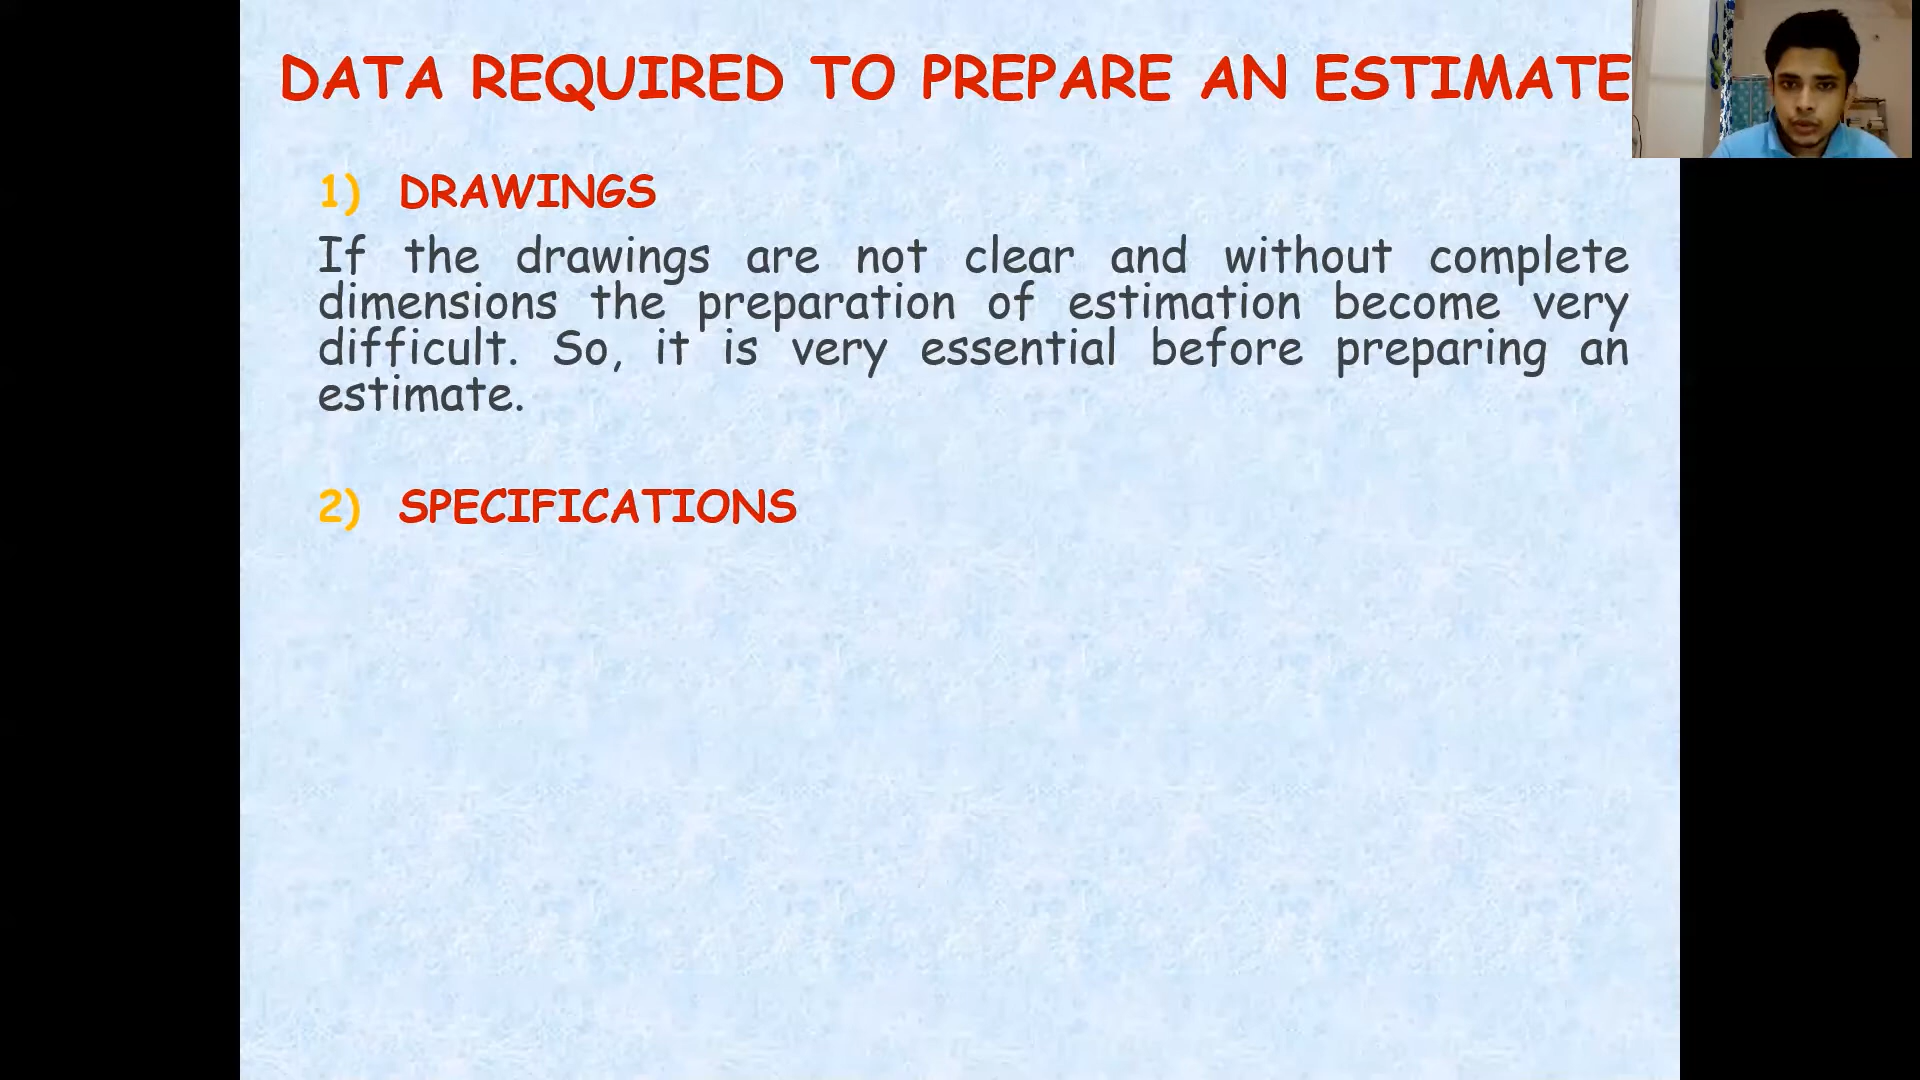 DATA REQUIRED TO PREPARE AN ESTIMATE
1) DRAWINGS
If the drawings are not clear and without complete
dimensions the preparation of estimation become very
difficult. So, it is very essential before preparing an
estimate.
2) SPECIFICATIONS